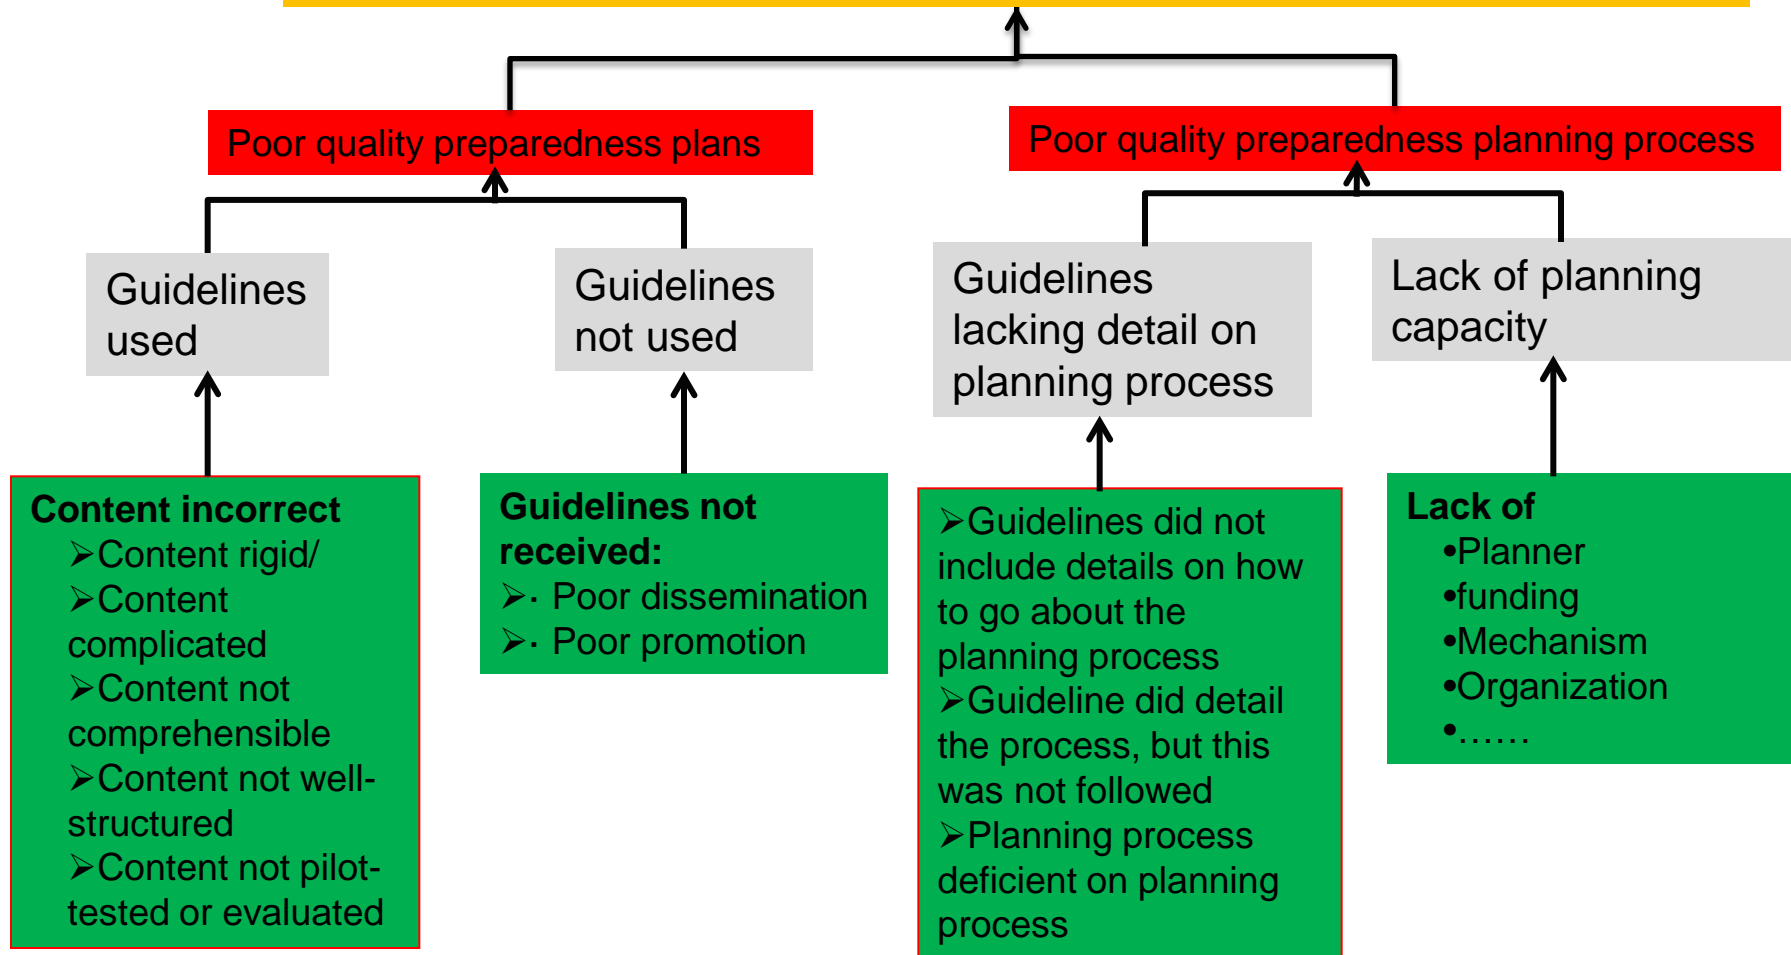 Poor quality preparedness plans
Poor quality preparedness planning process
Guidelines
used
Guidelines
not used
Guidelines
lacking detail on
planning process
Lack of planning
capacity
Content incorrect
➢Content rigid/
➢Content
complicated
➢Content not
comprehensible
➢Content not well-
structured
➢Content not pilot-
tested or evaluated
Guidelines not
received:
➢· Poor dissemination
➢· Poor promotion
➢Guidelines did not
include details on how
to go about the
planning process
➢Guideline did detail
the process, but this
was not followed
➢Planning process
deficient on planning
process
Lack of
•Planner
•funding
•Mechanism
•Organization
•……